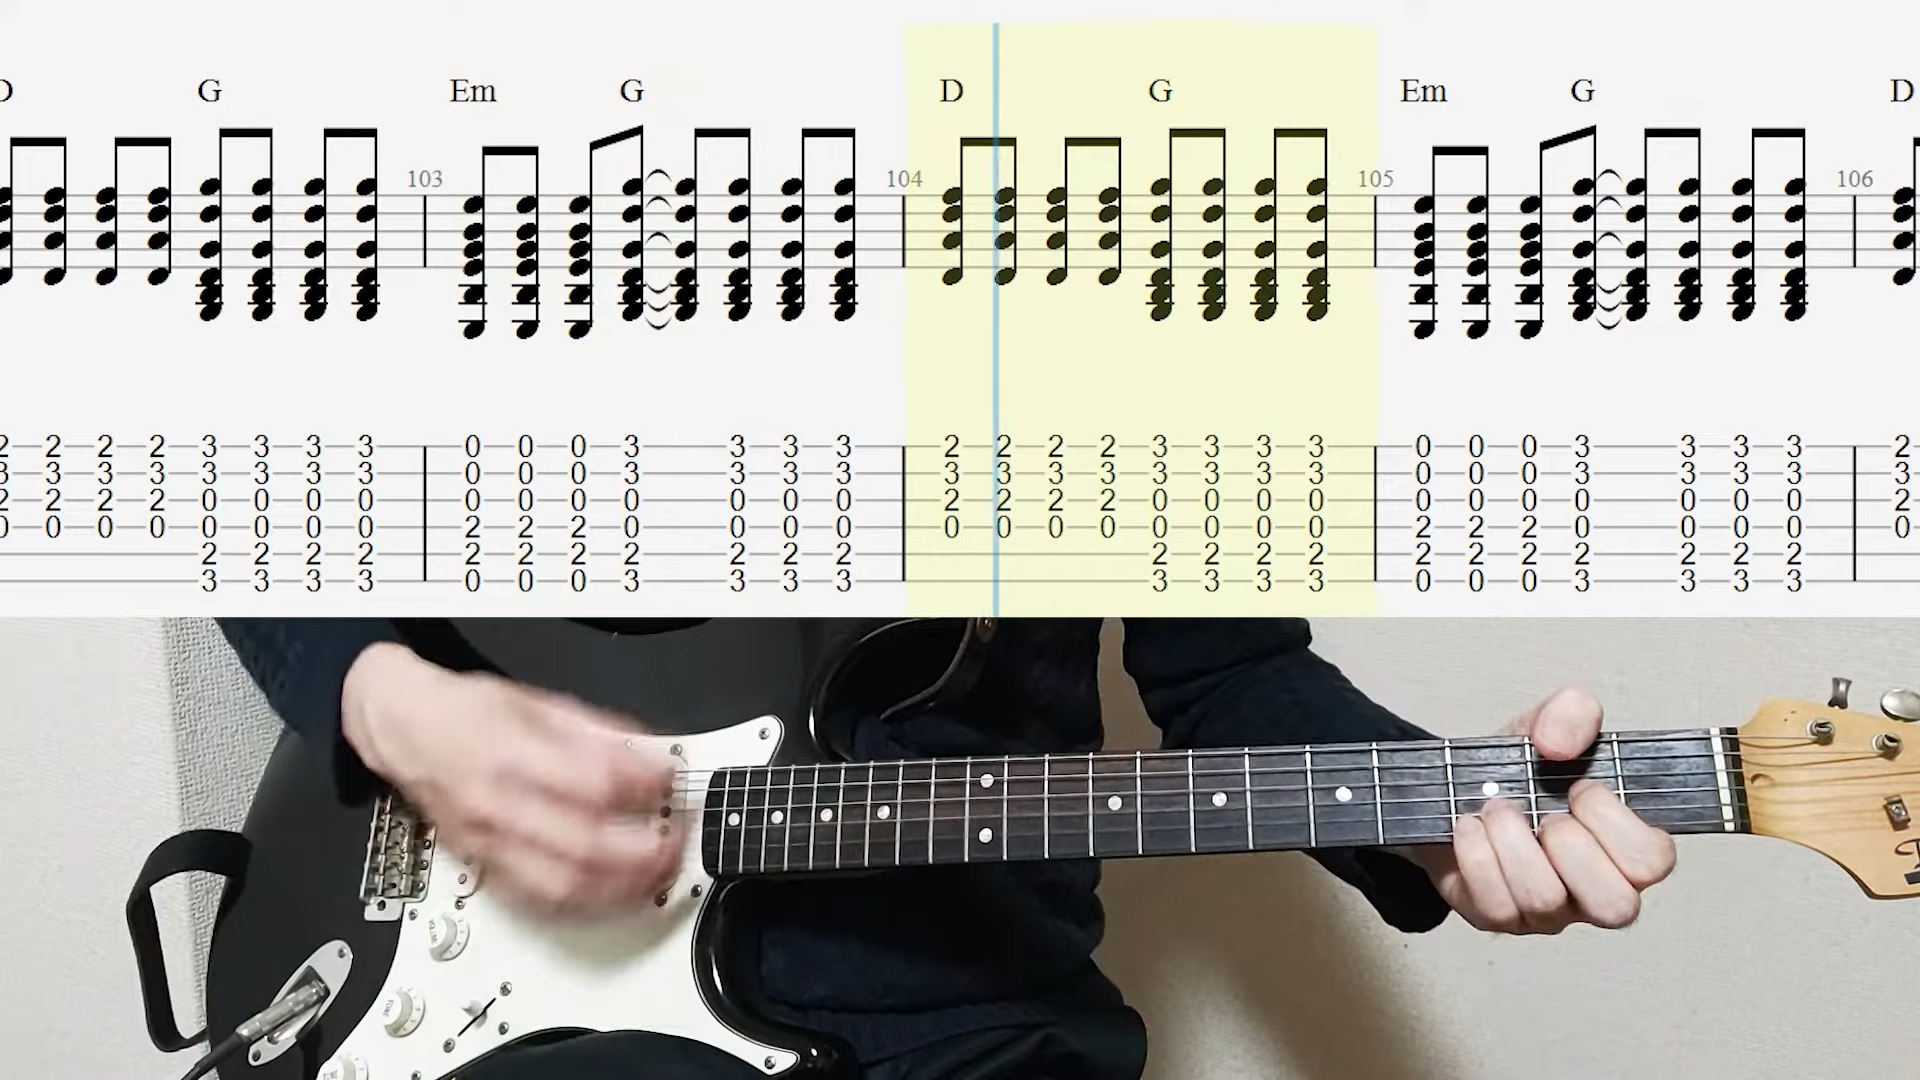 D G Em G D G Em G D
103 104 105 106
2 2 2 2 3 3 3 3 0 0 0 3 3 3 3 2 2 2 2 3 3 3 3 0 0 0 3 3 3 3 2
3 3 3 3 3 3 3 3 0 0 0 3 3 3 3 3 3 3 3 3 3 3 3 0 0 0 3 3 3 3 3
2 2 2 2 0 0 0 0 0 0 0 0 0 0 0 2 2 2 2 0 0 0 0 0 0 0 0 0 0 0 2
0 0 0 0 0 0 0 0 2 2 2 0 0 0 0 0 0 0 0 0 0 0 0 2 2 2 0 0 0 0 0
2 2 2 2 2 2 2 2 2 2 2 2 2 2 2 2 2 2 2 2 2 2
3 3 3 3 0 0 0 3 3 3 3 3 3 3 3 0 0 0 3 3 3 3
VOLUME
TONE
TONE